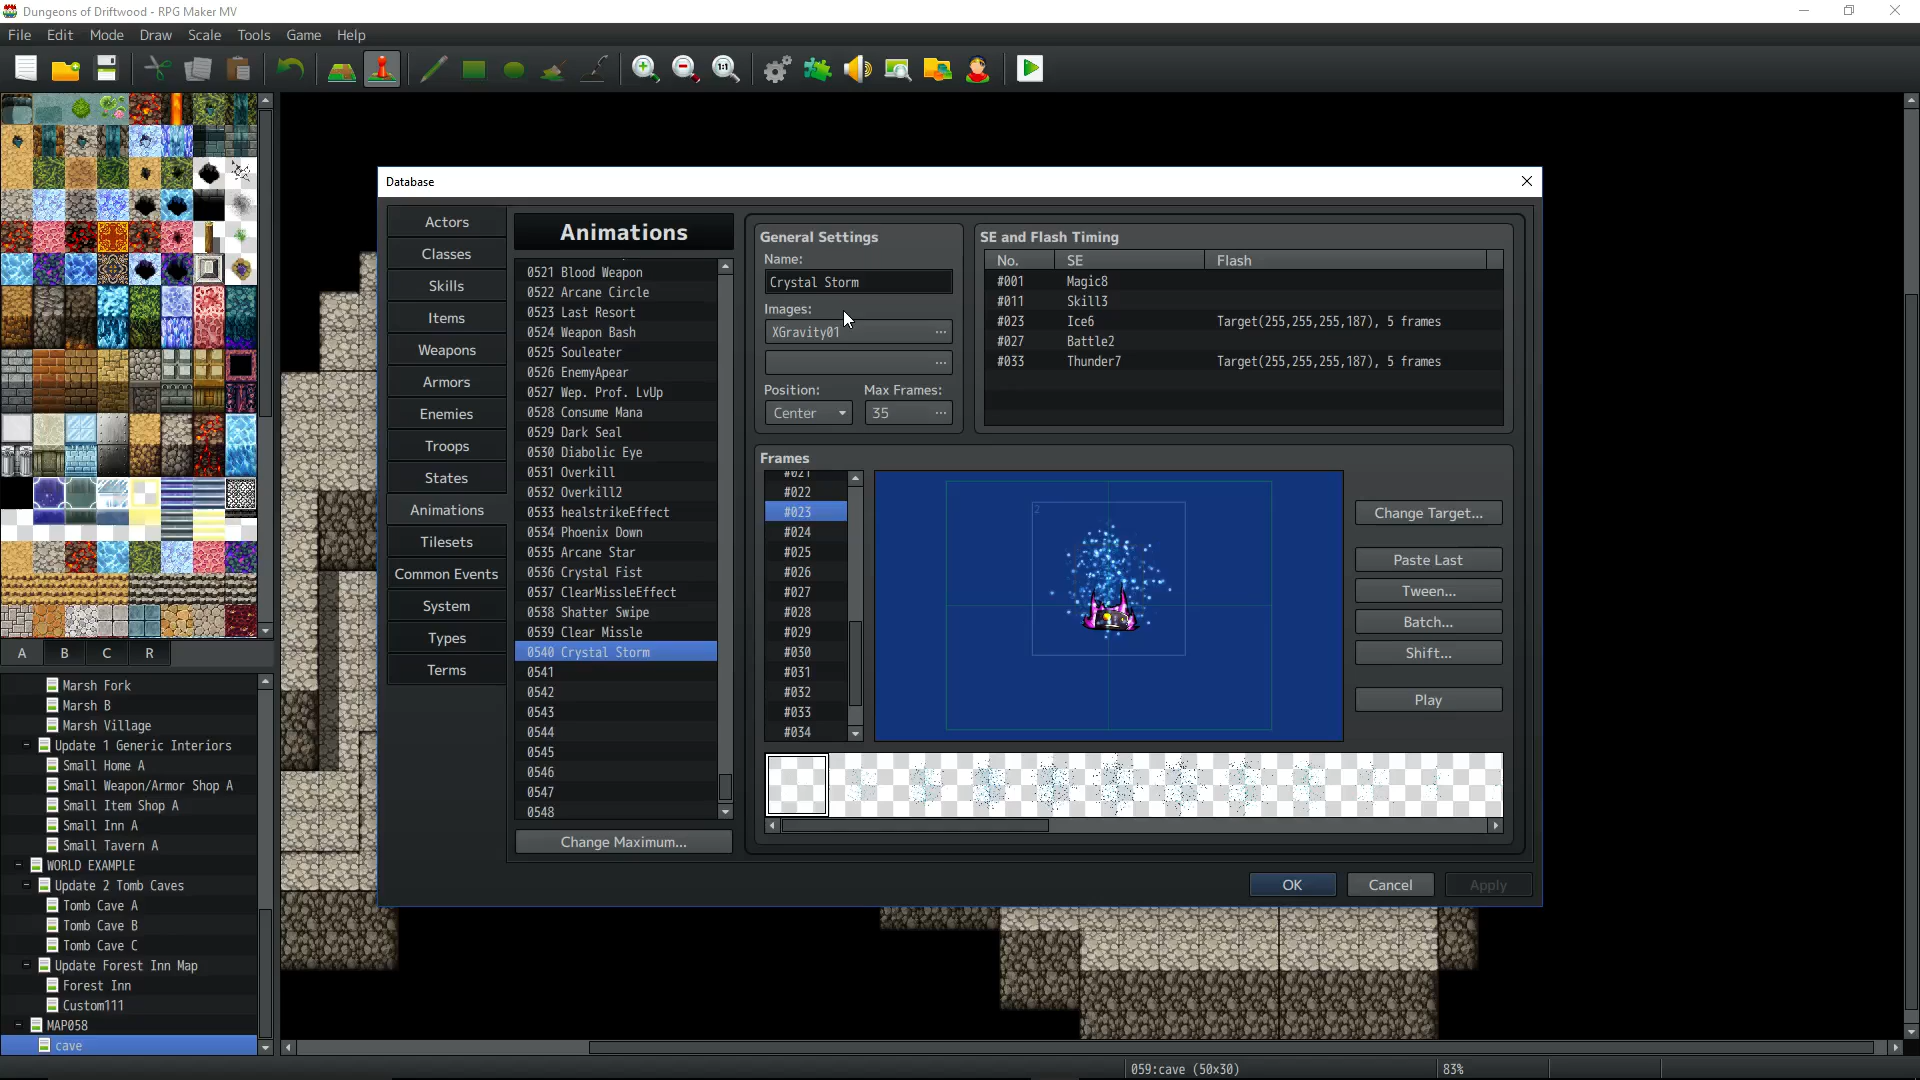 Dungeons of Driftwood - RPG Maker MV
File Edit Mode Draw Scale Tools Game Help
1:1
Database
Actors
Classes
Skills
Items
Weapons
Armors
Enemies
Troops
States
Animations
Tilesets
Common Events
System
Types
Terms
Animations
0521 Blood Weapon
0522 Arcane Circle
0523 Last Resort
0524 Weapon Bash
0525 Souleater
0526 EnemyApear
0527 Wep. Prof. LvUp
0528 Consume Mana
0529 Dark Seal
0530 Diabolic Eye
0531 Overkill
0532 Overkill2
0533 healstrikeEffect
0534 Phoenix Down
0535 Arcane Star
0536 Crystal Fist
0537 ClearMissleEffect
0538 Shatter Swipe
0539 Clear Missle
0540 Crystal Storm
0541
0542
0543
0544
0545
0546
0547
0548
Change Maximum...
General Settings
Name:
Crystal Storm
Images:
XGravity01 ...
...
Position: Max Frames:
Center 35 ...
SE and Flash Timing
No. SE Flash
#001 Magic8
#011 Skill3
#023 Ice6 Target(255,255,255,187), 5 frames
#027 Battle2
#033 Thunder7 Target(255,255,255,187), 5 frames
Frames
#021
#022
#023
#024
#025
#026
#027
#028
#029
#030
#031
#032
#033
#034
2
Change Target...
Paste Last
Tween...
Batch...
Shift...
Play
OK Cancel Apply
A B C R
Marsh Fork
Marsh B
Marsh Village
Update 1 Generic Interiors
Small Home A
Small Weapon/Armor Shop A
Small Item Shop A
Small Inn A
Small Tavern A
WORLD EXAMPLE
Update 2 Tomb Caves
Tomb Cave A
Tomb Cave B
Tomb Cave C
Update Forest Inn Map
Forest Inn
Custom111
MAP058
cave
059:cave (50x30) 83%